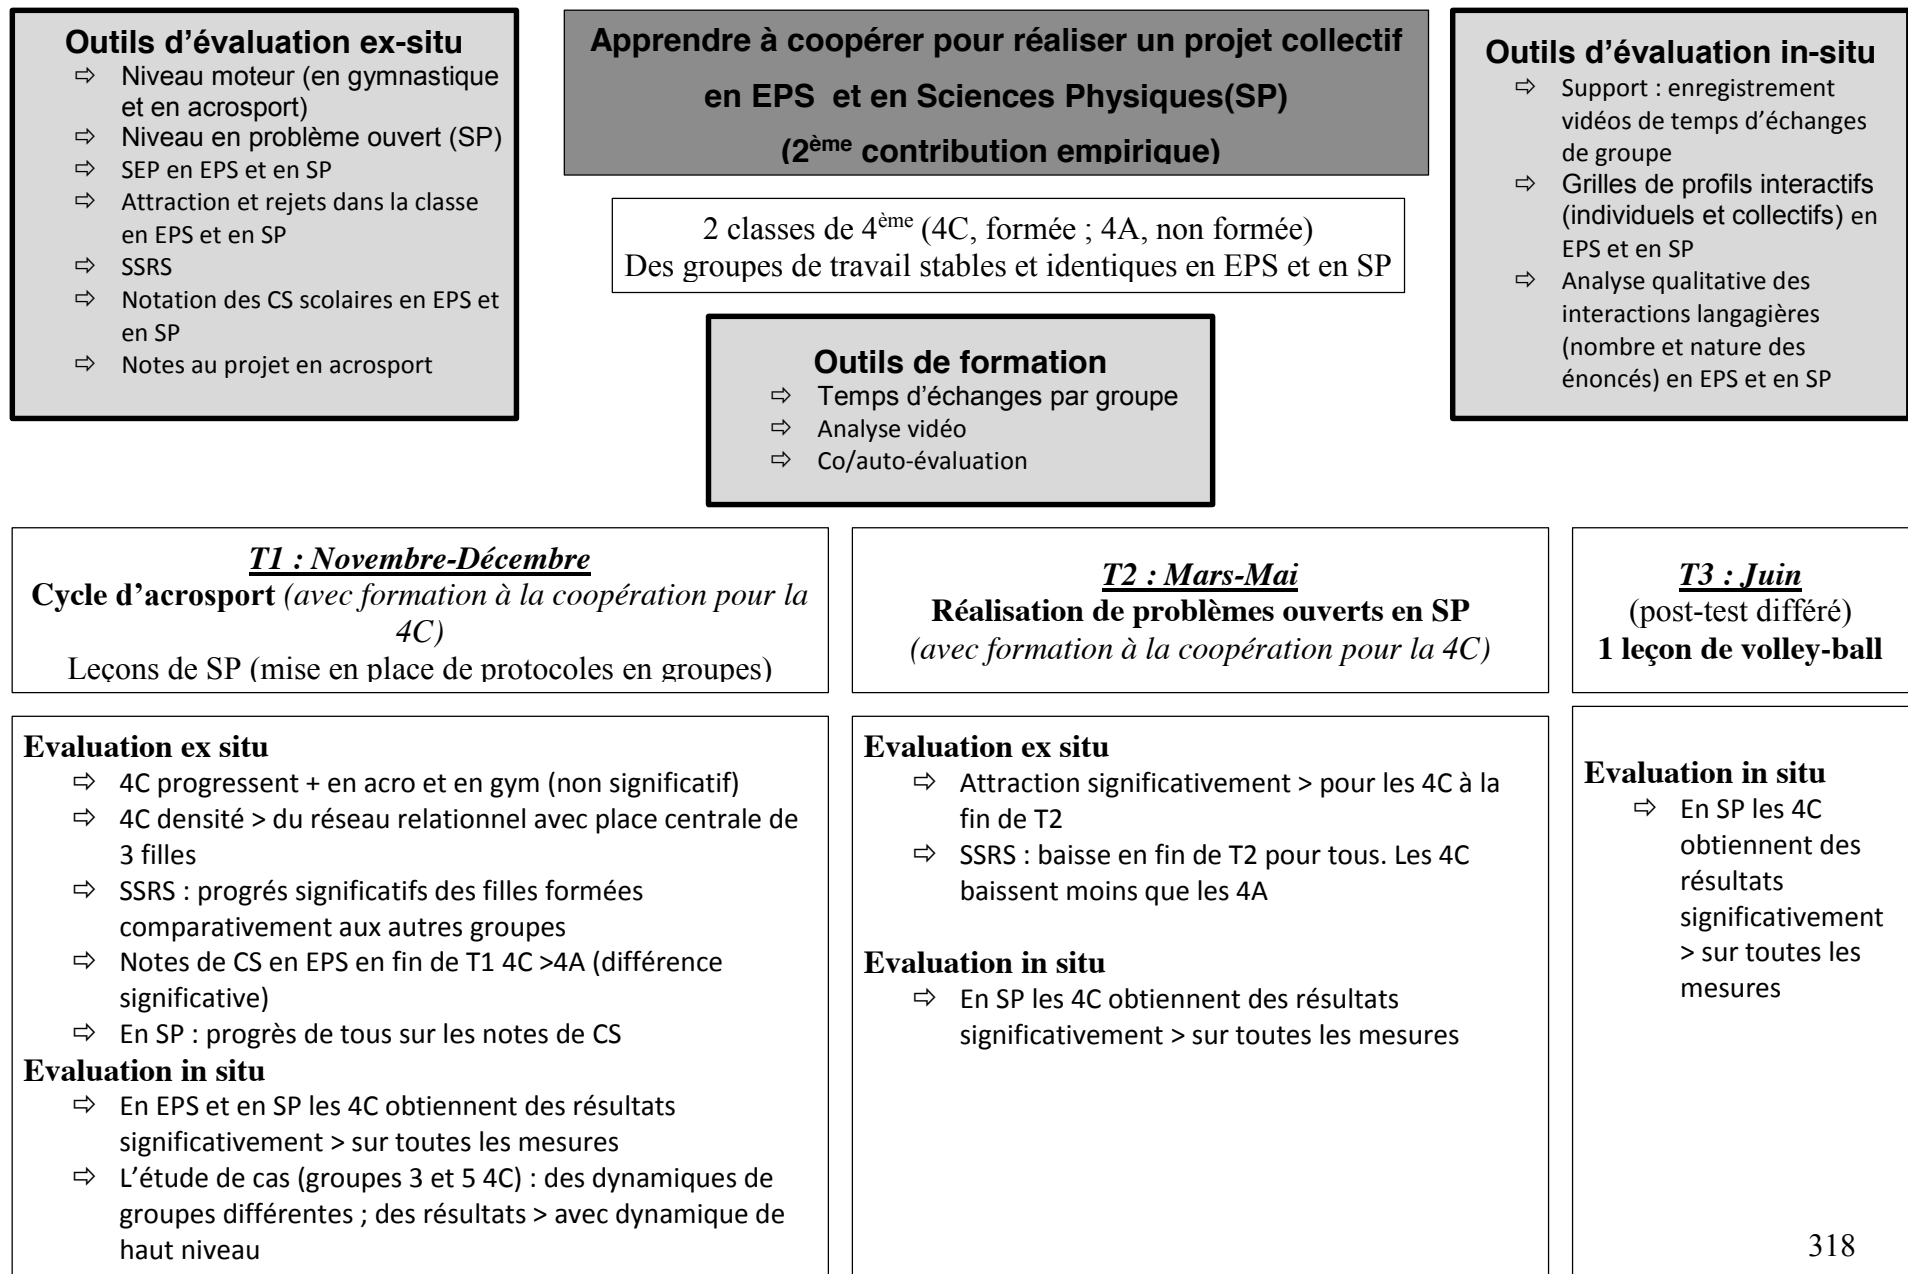 Outils d’évaluation ex-situ
⇨ Niveau moteur (en gymnastique
et en acrosport)
⇨ Niveau en problème ouvert (SP)
⇨ SEP en EPS et en SP
⇨ Attraction et rejets dans la classe
en EPS et en SP
⇨ SSRS
⇨ Notation des CS scolaires en EPS et
en SP
⇨ Notes au projet en acrosport
Apprendre à coopérer pour réaliser un projet collectif
en EPS et en Sciences Physiques(SP)
(2ème contribution empirique)
2 classes de 4ème (4C, formée ; 4A, non formée)
Des groupes de travail stables et identiques en EPS et en SP
Outils de formation
⇨ Temps d’échanges par groupe
⇨ Analyse vidéo
⇨ Co/auto-évaluation
Outils d’évaluation in-situ
⇨ Support : enregistrement
vidéos de temps d’échanges
de groupe
⇨ Grilles de profils interactifs
(individuels et collectifs) en
EPS et en SP
⇨ Analyse qualitative des
interactions langagières
(nombre et nature des
énoncés) en EPS et en SP
T1 : Novembre-Décembre
Cycle d’acrosport (avec formation à la coopération pour la
4C)
Leçons de SP (mise en place de protocoles en groupes)
T2 : Mars-Mai
Réalisation de problèmes ouverts en SP
(avec formation à la coopération pour la 4C)
T3 : Juin
(post-test différé)
1 leçon de volley-ball
Evaluation ex situ
⇨ 4C progressent + en acro et en gym (non significatif)
⇨ 4C densité > du réseau relationnel avec place centrale de
3 filles
⇨ SSRS : progrés significatifs des filles formées
comparativement aux autres groupes
⇨ Notes de CS en EPS en fin de T1 4C >4A (différence
significative)
⇨ En SP : progrès de tous sur les notes de CS
Evaluation in situ
⇨ En EPS et en SP les 4C obtiennent des résultats
significativement > sur toutes les mesures
⇨ L’étude de cas (groupes 3 et 5 4C) : des dynamiques de
groupes différentes ; des résultats > avec dynamique de
haut niveau
Evaluation ex situ
⇨ Attraction significativement > pour les 4C à la
fin de T2
⇨ SSRS : baisse en fin de T2 pour tous. Les 4C
baissent moins que les 4A
Evaluation in situ
⇨ En SP les 4C obtiennent des résultats
significativement > sur toutes les mesures
Evaluation in situ
⇨ En SP les 4C
obtiennent des
résultats
significativement
> sur toutes les
mesures
318